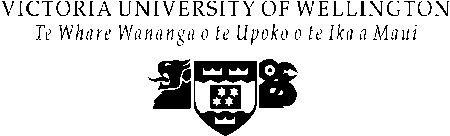 VICTORIA UNIVERSITY OF WELLINGTON
Te Whare Wananga o te Upoko o te Ika a Maui